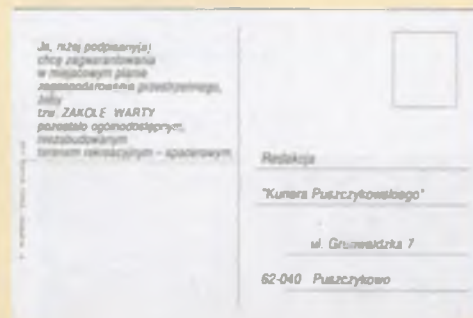 Ja, niżej podpisany(a)
chcę zagwarantowania
w miejscowym planie
zagospodarowania przestrzennego,
żeby
tzw. ZAKOLE WARTY
pozostało ogólnodostępnym,
niezabudowanym
terenem rekreacyjnym - spacerowym
Redakcja
"Kuriera Puszczykowskiego"
ul. Grunwaldzka 7
62-040 Puszczykowo